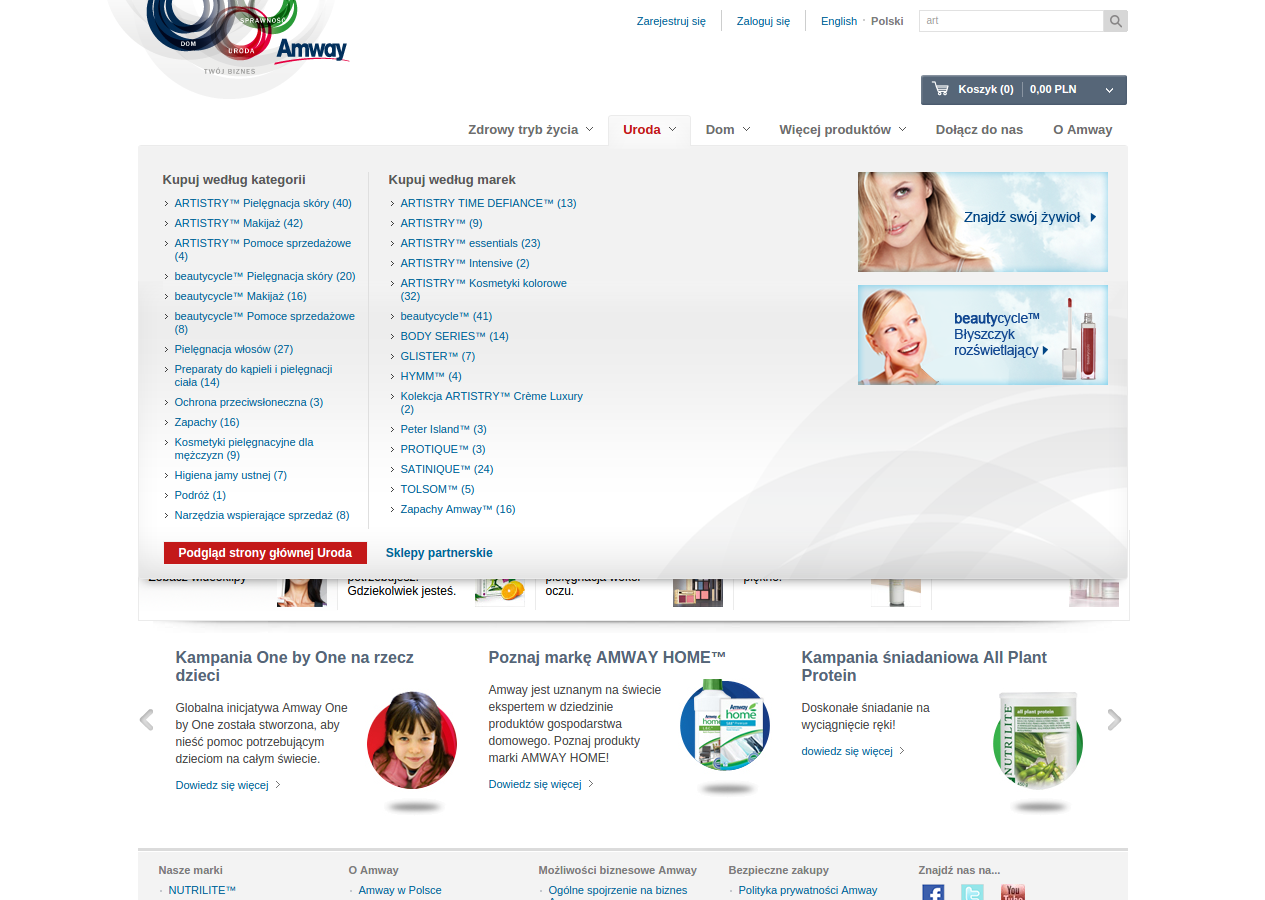 SPRAWNOŚĆ
DOM
URODA
Amway
TWÓJ BIZNES
Zarejestruj się
Zaloguj się
English
Polski
art
Koszyk (0)
0,00 PLN
Zdrowy tryb życia
Uroda
Dom
Więcej produktów
Dołącz do nas
O Amway
Kupuj według kategorii
ARTISTRY™ Pielęgnacja skóry (40)
ARTISTRY™ Makijaż (42)
ARTISTRY™ Pomoce sprzedażowe
(4)
beautycycle™ Pielęgnacja skóry (20)
beautycycle™ Makijaż (16)
beautycycle™ Pomoce sprzedażowe
(8)
Pielęgnacja włosów (27)
Preparaty do kąpieli i pielęgnacji
ciała (14)
Ochrona przeciwsłoneczna (3)
Zapachy (16)
Kosmetyki pielęgnacyjne dla
mężczyzn (9)
Higiena jamy ustnej (7)
Podróż (1)
Narzędzia wspierające sprzedaż (8)
Kupuj według marek
ARTISTRY TIME DEFIANCE™ (13)
ARTISTRY™ (9)
ARTISTRY™ essentials (23)
ARTISTRY™ Intensive (2)
ARTISTRY™ Kosmetyki kolorowe
(32)
beautycycle™ (41)
BODY SERIES™ (14)
GLISTER™ (7)
HYMM™ (4)
Kolekcja ARTISTRY™ Crème Luxury
(2)
Peter Island™ (3)
PROTIQUE™ (3)
SATINIQUE™ (24)
TOLSOM™ (5)
Zapachy Amway™ (16)
Znajdź swój żywioł
beautycycle™
Błyszczyk
rozświetlający
Podgląd strony głównej Uroda
Sklepy partnerskie
Gdziekolwiek jesteś.
oczu.
Kampania One by One na rzecz
dzieci
Globalna inicjatywa Amway One
by One została stworzona, aby
nieść pomoc potrzebującym
dzieciom na całym świecie.
Dowiedz się więcej
Poznaj markę AMWAY HOME™
Amway jest uznanym na świecie
ekspertem w dziedzinie
produktów gospodarstwa
domowego. Poznaj produkty
marki AMWAY HOME!
Dowiedz się więcej
Amway
home
Kampania śniadaniowa All Plant
Protein
Doskonałe śniadanie na
wyciągnięcie ręki!
dowiedz się więcej
all plant protein
NUTRILITE
Nasze marki
NUTRILITE™
O Amway
Amway w Polsce
Możliwości biznesowe Amway
Ogólne spojrzenie na biznes
Bezpieczne zakupy
Polityka prywatności Amway
Znajdź nas na...
You